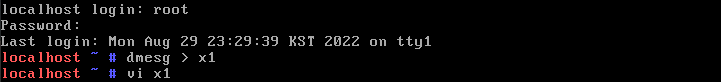 localhost login: root
Password:
Last login: Mon Aug 29 23:29:39 KST 2022 on tty1
localhost ~ # dmesg > x1
localhost ~ # vi x1